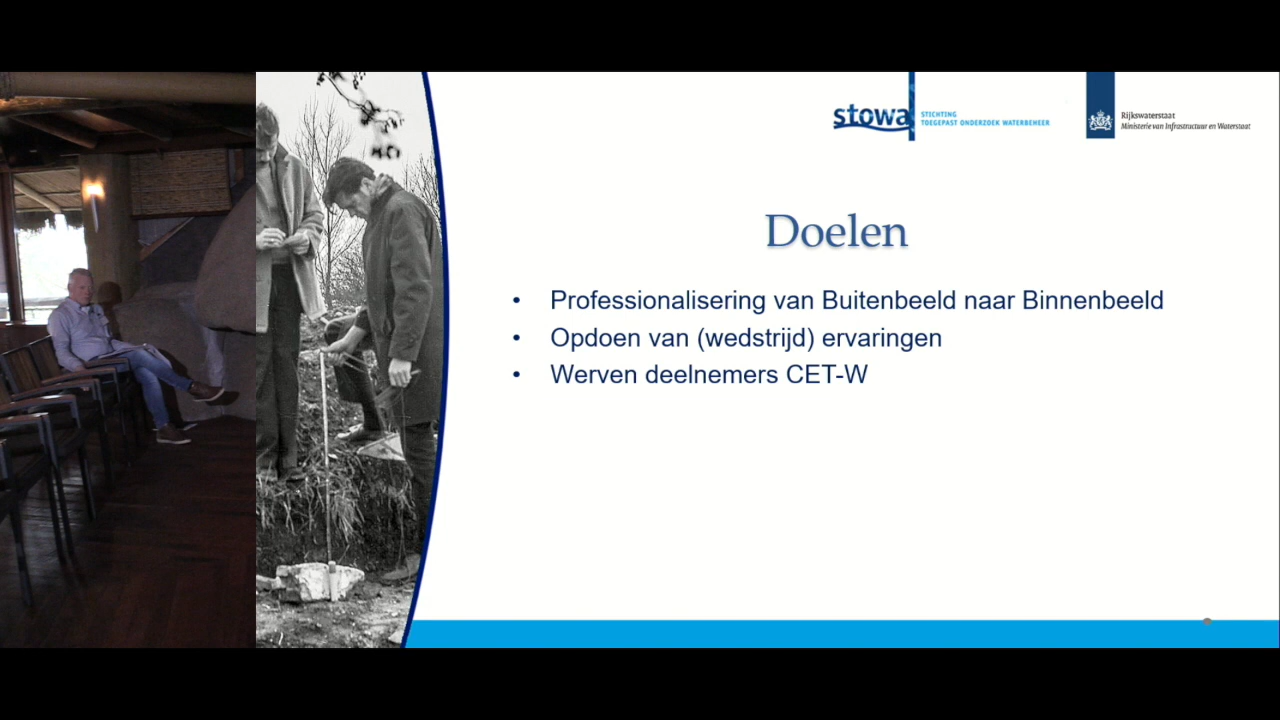 stowa
STICHTING
TOEGEPAST ONDERZOEK WATERBEHEER
Rijkswaterstaat
Ministerie van Infrastructuur en Waterstaat
Doelen
• Professionalisering van Buitenbeeld naar Binnenbeeld
• Opdoen van (wedstrijd) ervaringen
• Werven deelnemers CET-W